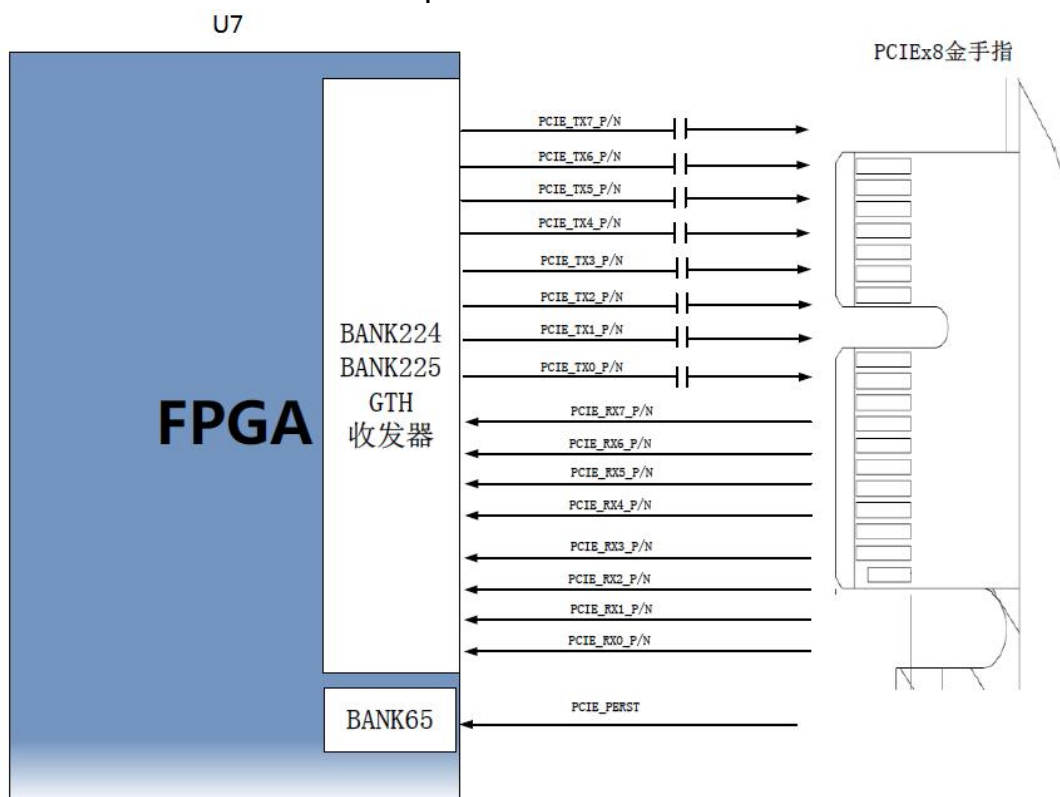 U7
PCIEx8金手指
PCIE_TX7_P/N
PCIE_TX6_P/N
PCIE_TX5_P/N
PCIE_TX4_P/N
PCIE_TX3_P/N
PCIE_TX2_P/N
PCIE_TX1_P/N
PCIE_TX0_P/N
BANK224
BANK225
GTH
收发器
FPGA
PCIE_RX7_P/N
PCIE_RX6_P/N
PCIE_RX5_P/N
PCIE_RX4_P/N
PCIE_RX3_P/N
PCIE_RX2_P/N
PCIE_RX1_P/N
PCIE_RX0_P/N
BANK65
PCIE_PERST